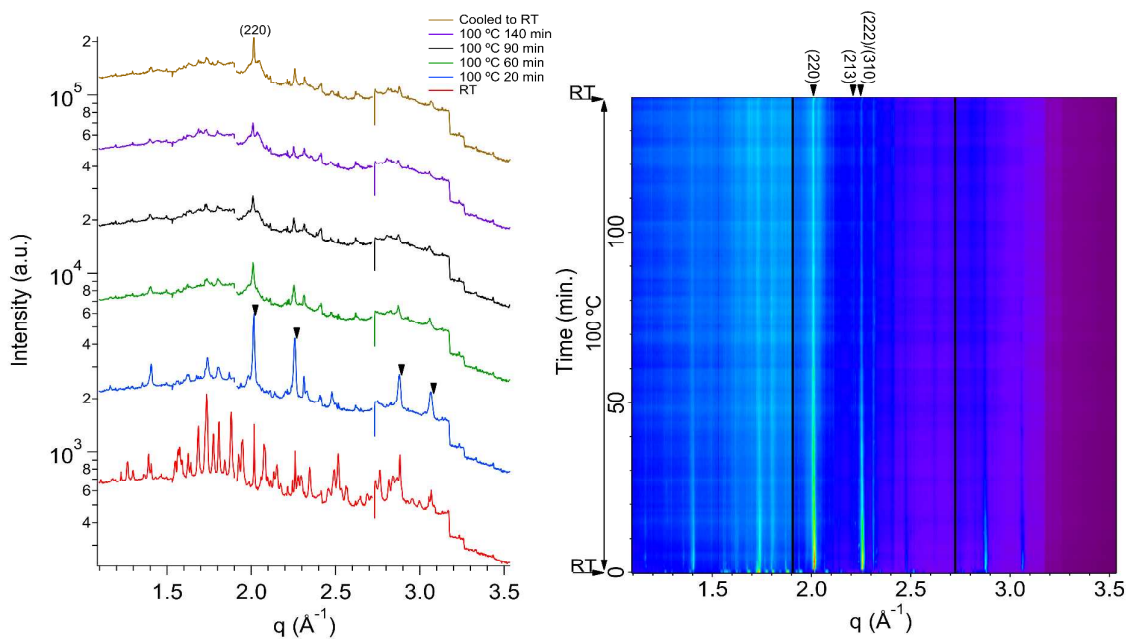 Cooled to RT
100 ºC 140 min
100 ºC 90 min
100 ºC 60 min
100 ºC 20 min
RT
(220)
Intensity (a.u.)
2
10⁵
8
6
4
2
10⁴
8
6
4
2
10³
8
6
4
1.5
2.0
2.5
3.0
3.5
q (Å⁻¹)
(220)
(213)
(222)/(310)
RT
100
50
0
RT
Time (min.)
100 ºC
1.5
2.0
2.5
3.0
3.5
q (Å⁻¹)